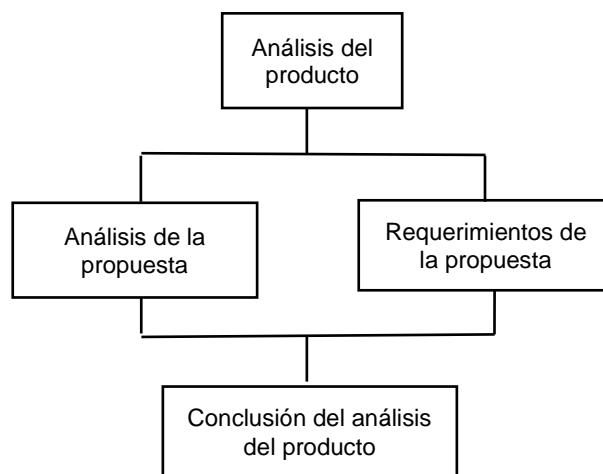 Análisis del
producto
Análisis de la
propuesta
Requerimientos de
la propuesta
Conclusión del análisis
del producto